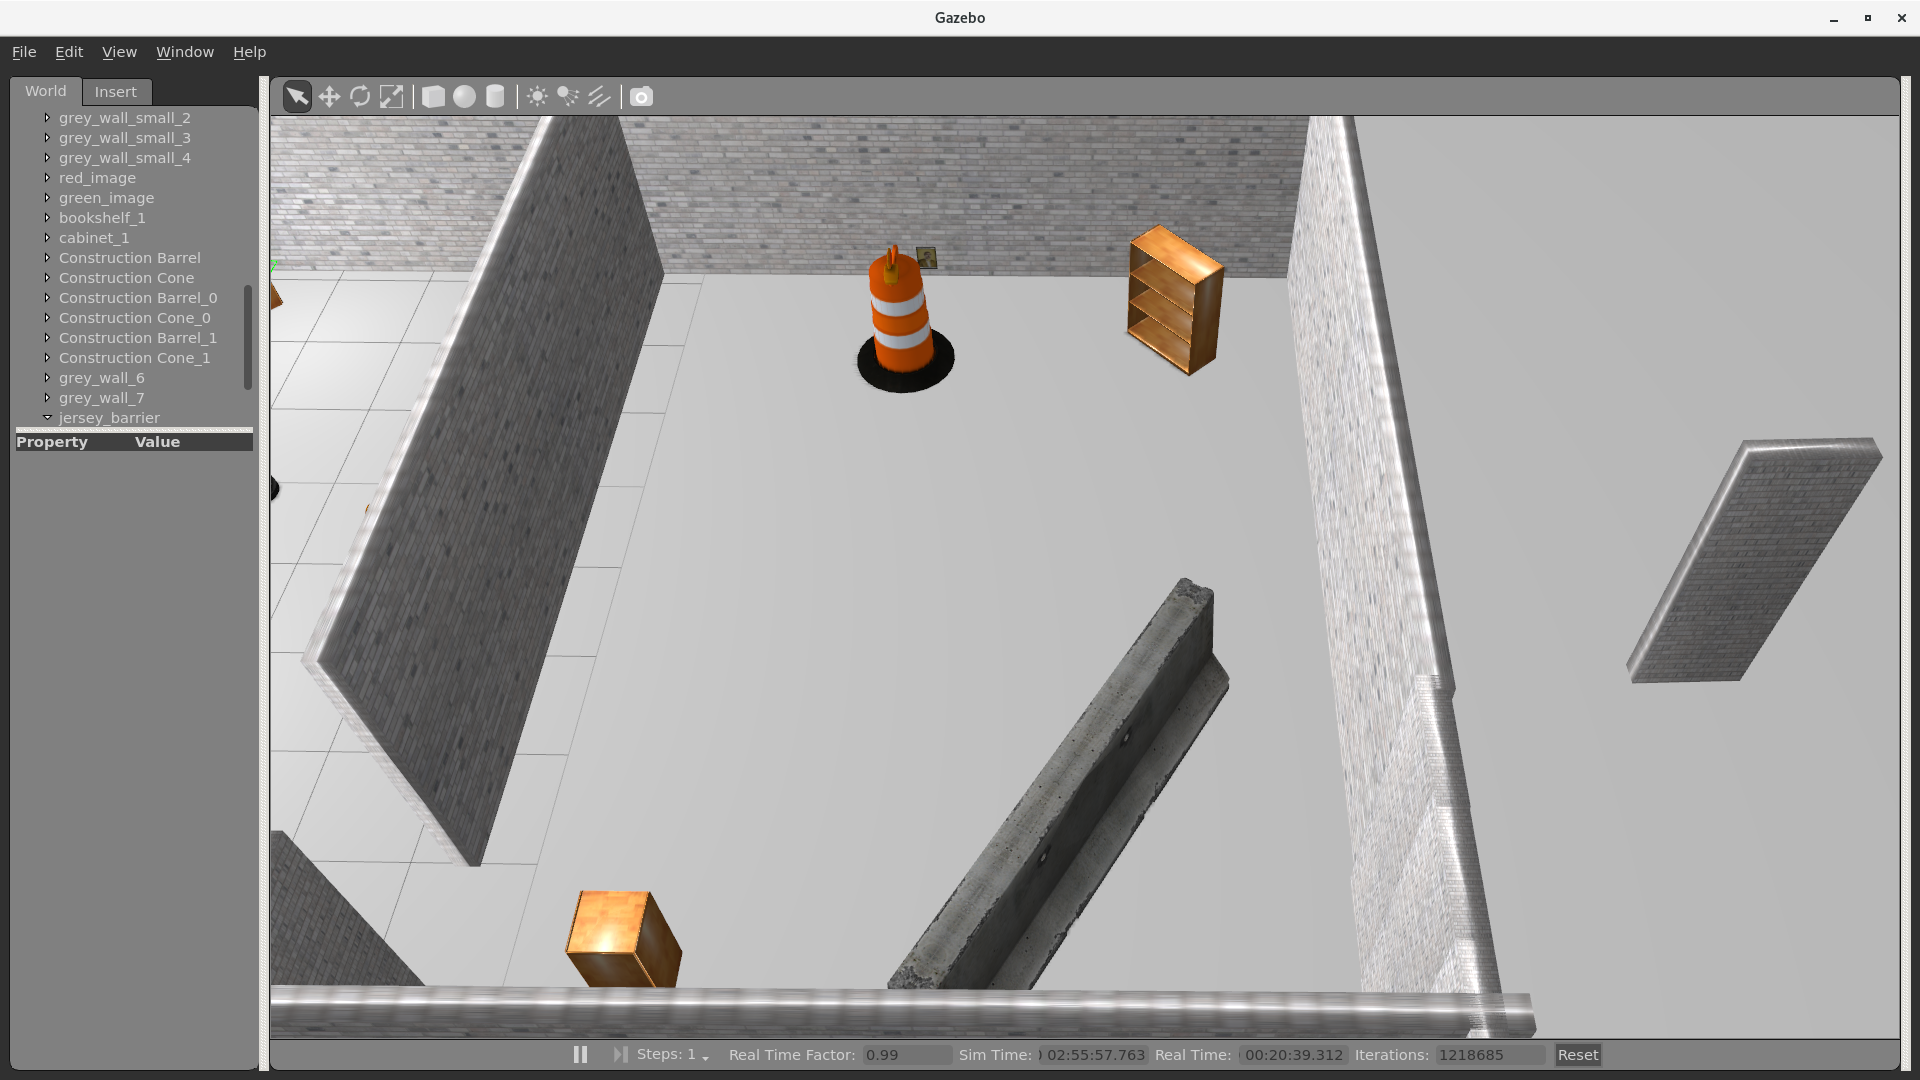 Gazebo
File Edit View Window Help
World Insert
grey_wall_small_2
grey_wall_small_3
grey_wall_small_4
red_image
green_image
bookshelf_1
cabinet_1
Construction Barrel
Construction Cone
Construction Barrel_0
Construction Cone_0
Construction Barrel_1
Construction Cone_1
grey_wall_6
grey_wall_7
jersey_barrier
Property Value
Steps: 1 Real Time Factor: 0.99 Sim Time: 02:55:57.763 Real Time: 00:20:39.312 Iterations: 1218685 Reset